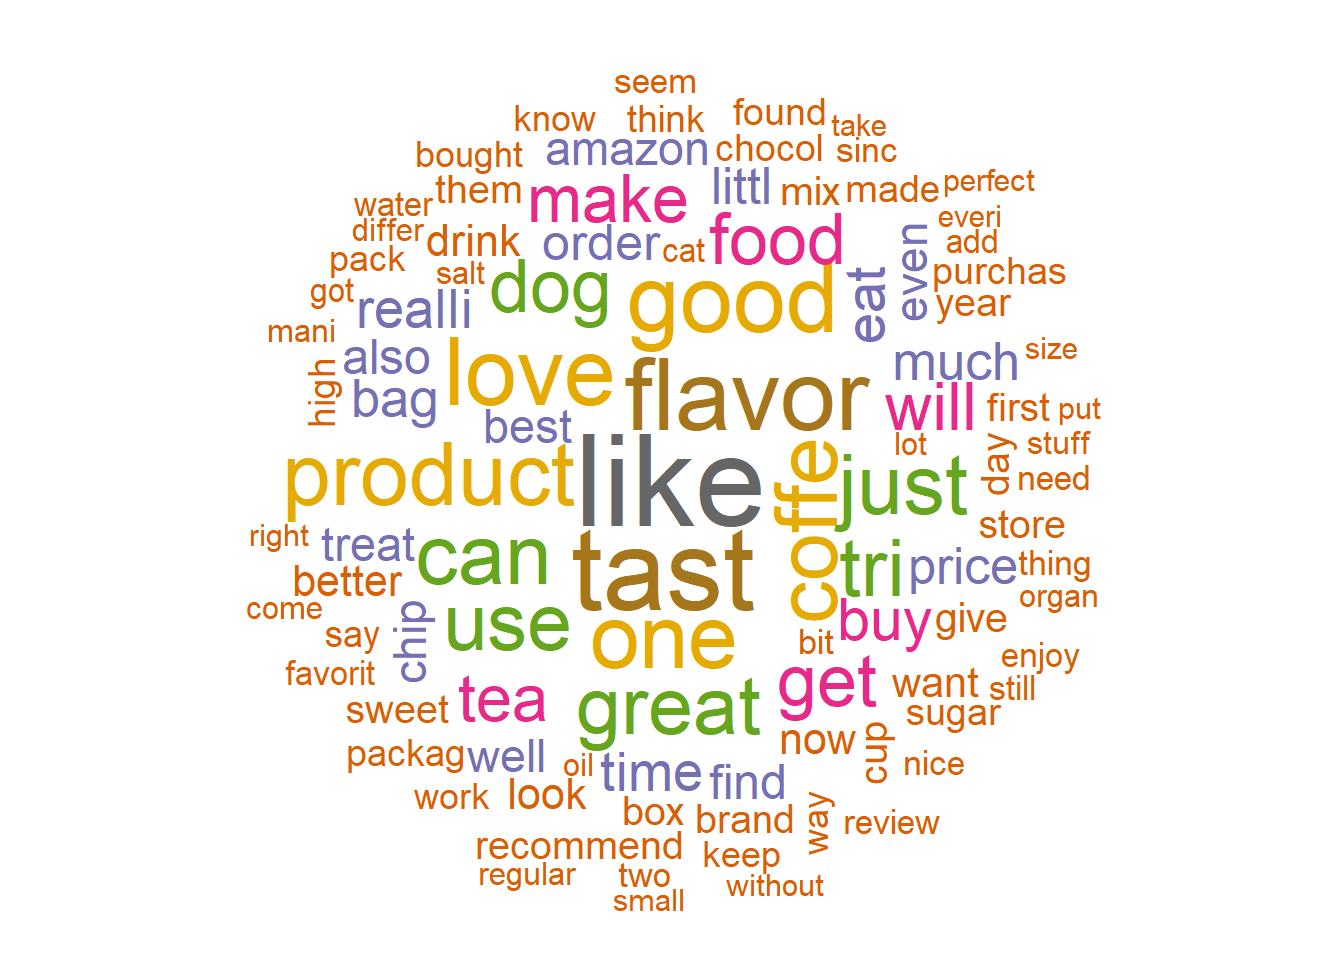 seem
know
think
found
take
bought
amazon
chocol
sinc
them
make
littl
mix
made
perfect
water
differ
drink
order
cat
food
everi
add
even
pack
salt
dog
good
eat
purchas
got
realli
year
mani
also
love
flavor
much
size
high
bag
best
will
first
put
product
like
coffe
just
lot
day
stuff
need
store
right
treat
can
tast
tri
price
thing
better
organ
come
use
one
buy
give
say
chip
bit
enjoy
favorit
tea
great
get
want
still
sweet
sugar
now
cup
nice
packag
well
oil
time
find
work
look
box
brand
way
review
recommend
keep
regular
two
without
small